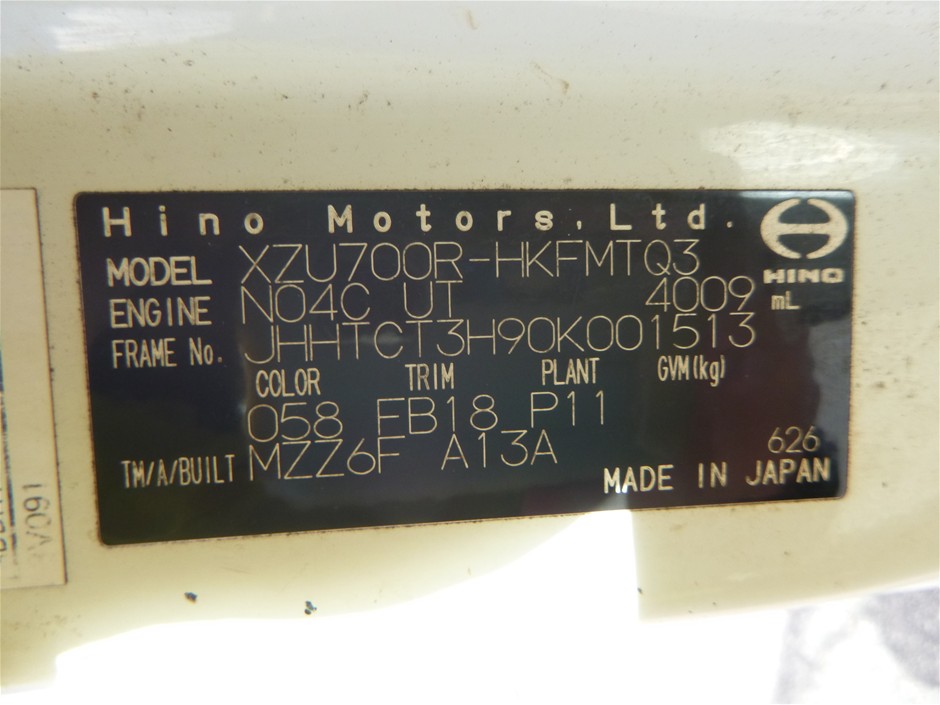 Hino Motors, Ltd.
HINO
MODEL XZU700R-HKFMTQ3
ENGINE N04C UT 4009 mL
FRAME No. JHHTCT3H90K001513
COLOR TRIM PLANT GVM(kg)
058 FB18 P11
TM/A/BUILT MZZ6F A13A
626
MADE IN JAPAN